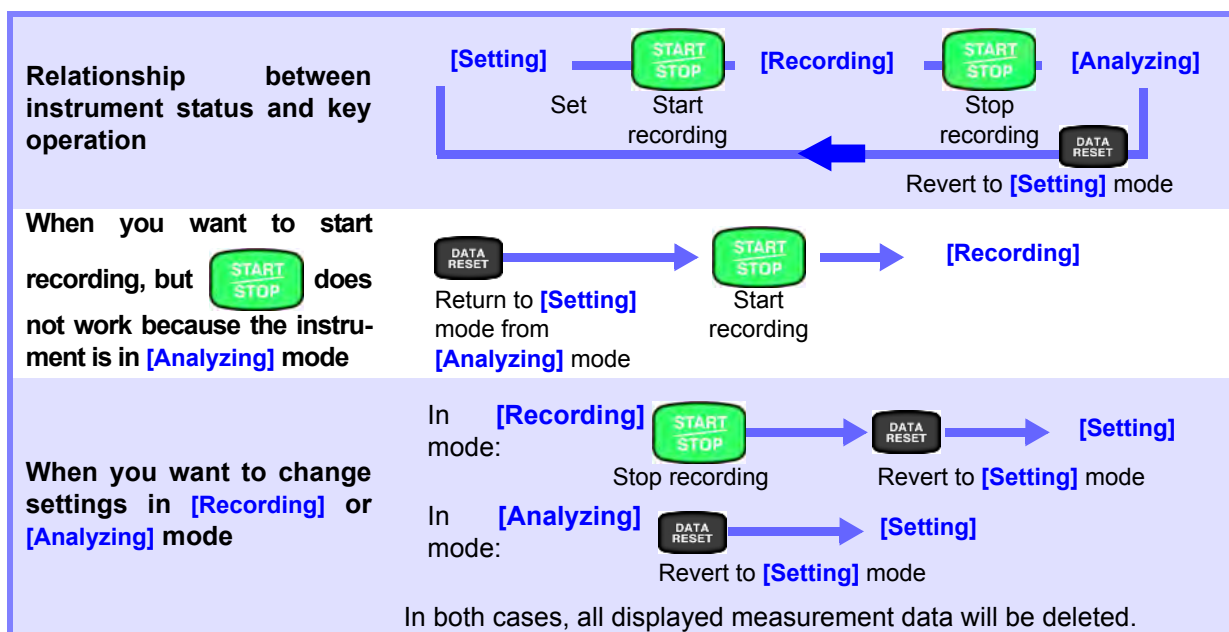 Relationship between
instrument status and key
operation
[Setting] START STOP [Recording] START STOP [Analyzing]
Set Start
recording Stop
recording
DATA
RESET
Revert to [Setting] mode
When you want to start
recording, but START STOP does
not work because the instru-
ment is in [Analyzing] mode
DATA
RESET
START
STOP
[Recording]
Return to [Setting]
mode from
[Analyzing] mode
Start
recording
When you want to change
settings in [Recording] or
[Analyzing] mode
In [Recording]
mode:
START
STOP
DATA
RESET
[Setting]
Stop recording
Revert to [Setting] mode
In [Analyzing]
mode:
DATA
RESET
[Setting]
Revert to [Setting] mode
In both cases, all displayed measurement data will be deleted.